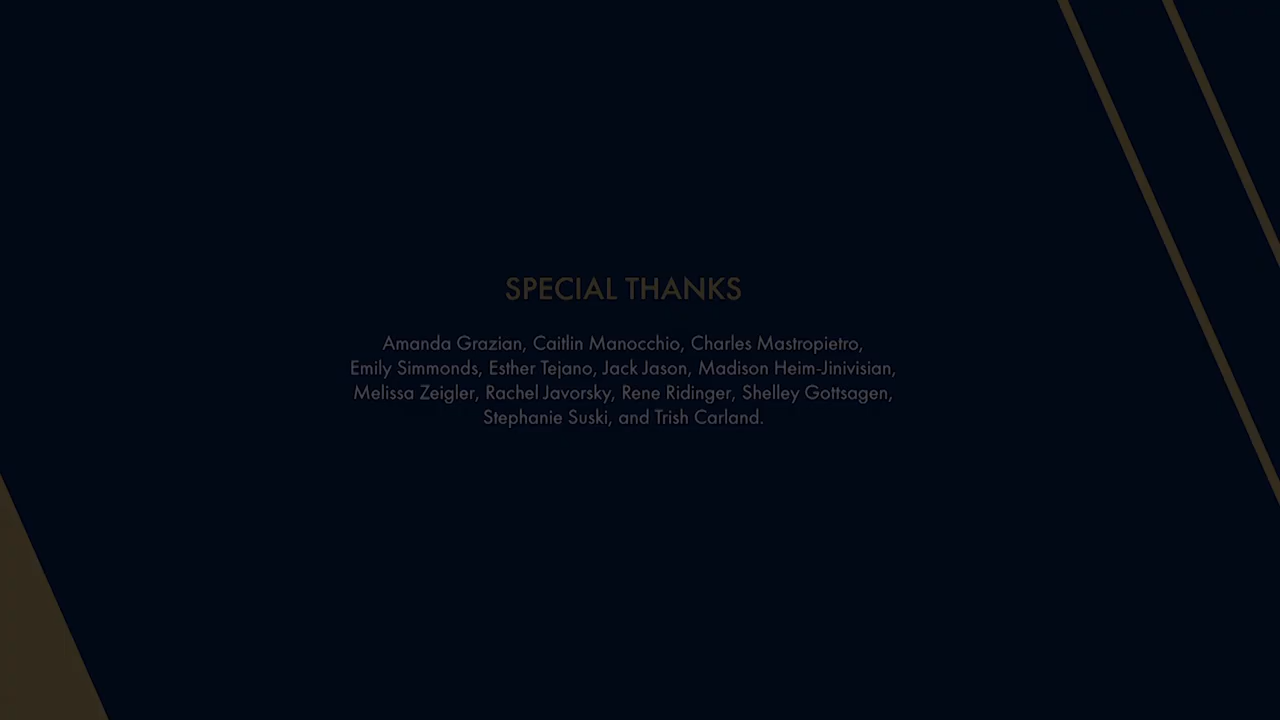 SPECIAL THANKS
Amanda Grazian, Caitlin Manocchio, Charles Mastropietro,
Emily Simmonds, Esther Tejano, Jack Jason, Madison Heim-Jinivisian,
Melissa Zeigler, Rachel Javorsky, Rene Ridinger, Shelley Gottsagen,
Stephanie Suski, and Trish Carland.